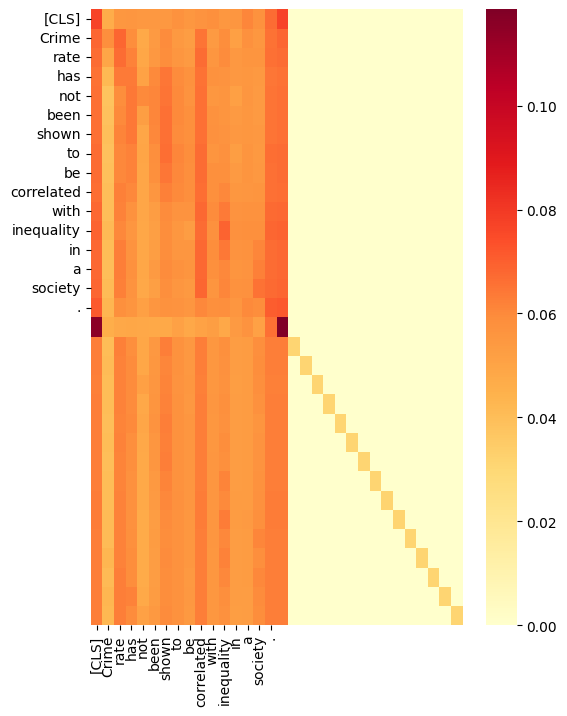 [CLS]
Crime
rate
has
not
been
shown
to
be
correlated
with
inequality
in
a
society
.
0.10
0.08
0.06
0.04
0.02
0.00
[CLS]
Crime
rate
has
not
been
shown
to
be
correlated
with
inequality
in
a
society
.